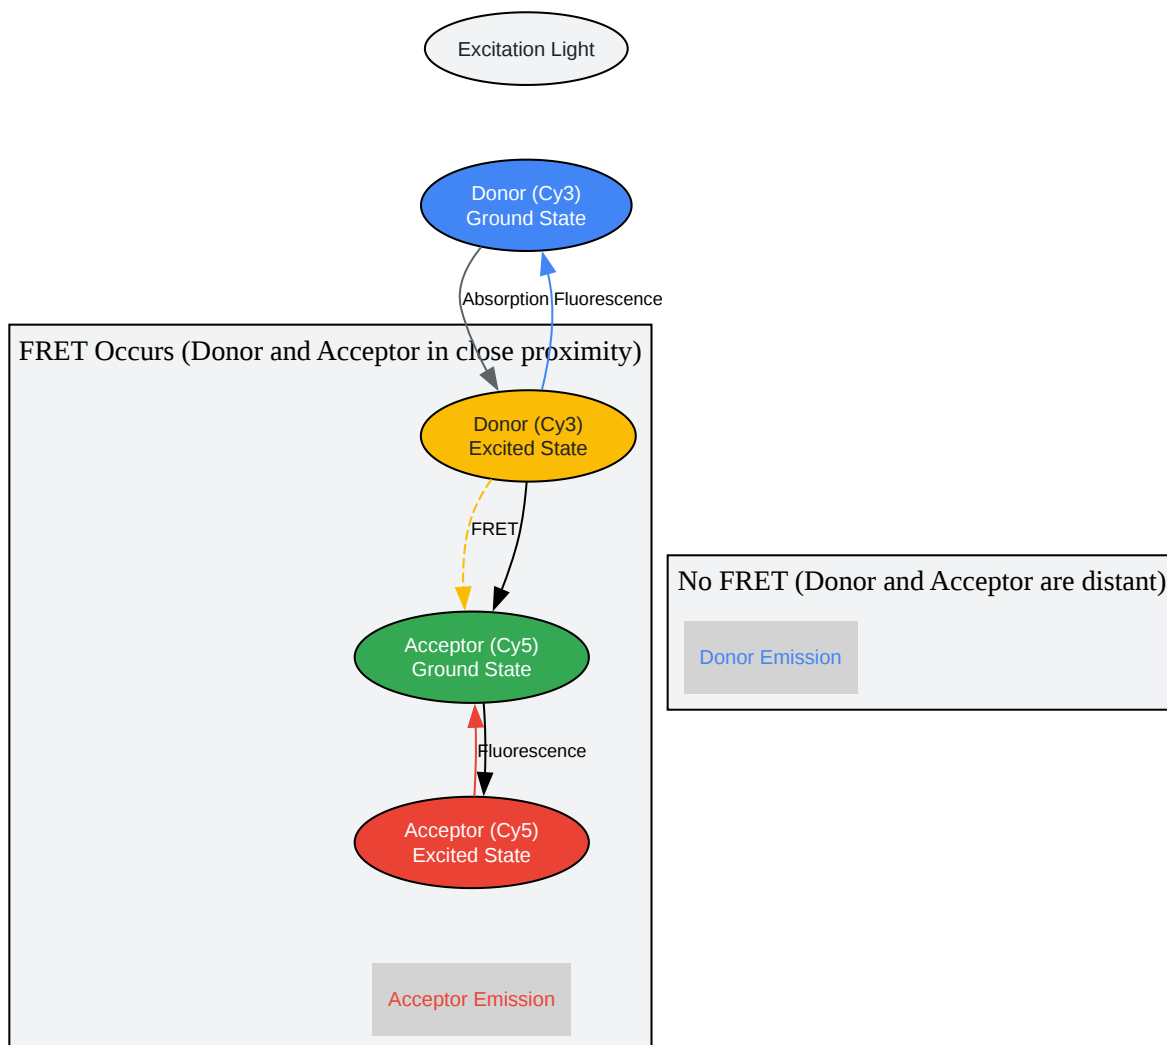 Excitation Light
Donor (Cy3)
Ground State
Absorption
Fluorescence
FRET Occurs (Donor and Acceptor in close proximity)
Donor (Cy3)
Excited State
FRET
No FRET (Donor and Acceptor are distant)
Acceptor (Cy5)
Ground State
Donor Emission
Fluorescence
Acceptor (Cy5)
Excited State
Acceptor Emission